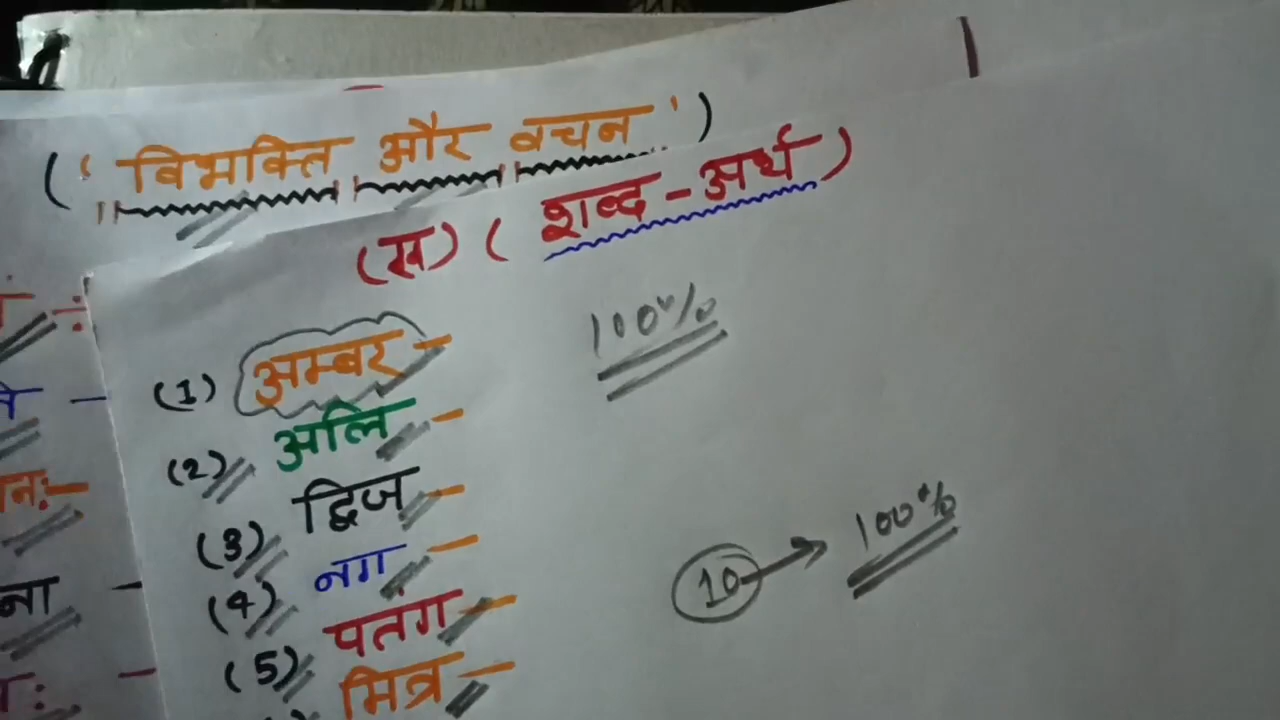 ( ' विभक्ति और वचन ' )
(ख) ( शब्द - अर्थ )
100%
(1) अम्बर -
(2) अलि -
(3) द्विज -
(4) नग -
(5) पतंग -
मित्र -
10 → 100%